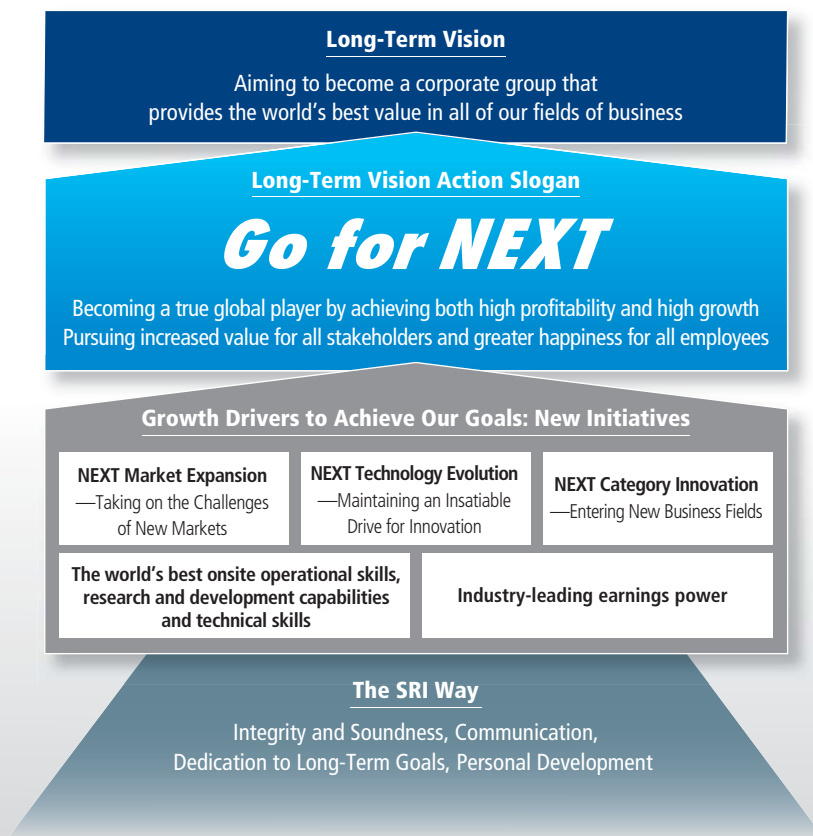 Long-Term Vision
Aiming to become a corporate group that
provides the world's best value in all of our fields of business
Long-Term Vision Action Slogan
Go for NEXT
Becoming a true global player by achieving both high profitability and high growth
Pursuing increased value for all stakeholders and greater happiness for all employees
Growth Drivers to Achieve Our Goals: New Initiatives
NEXT Market Expansion
—Taking on the Challenges
of New Markets
NEXT Technology Evolution
—Maintaining an Insatiable
Drive for Innovation
NEXT Category Innovation
—Entering New Business Fields
The world's best onsite operational skills,
research and development capabilities
and technical skills
Industry-leading earnings power
The SRI Way
Integrity and Soundness, Communication,
Dedication to Long-Term Goals, Personal Development